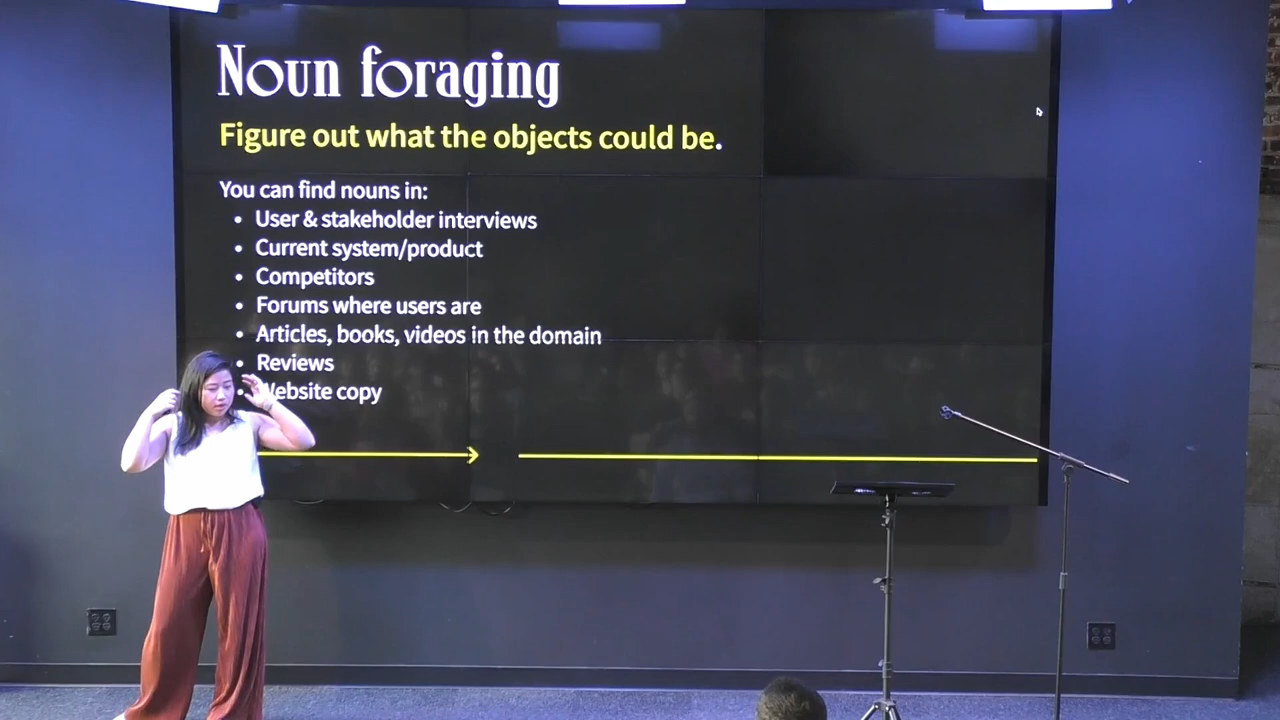 Noun foraging
Figure out what the objects could be.
You can find nouns in:
• User & stakeholder interviews
• Current system/product
• Competitors
• Forums where users are
• Articles, books, videos in the domain
• Reviews
• Website copy